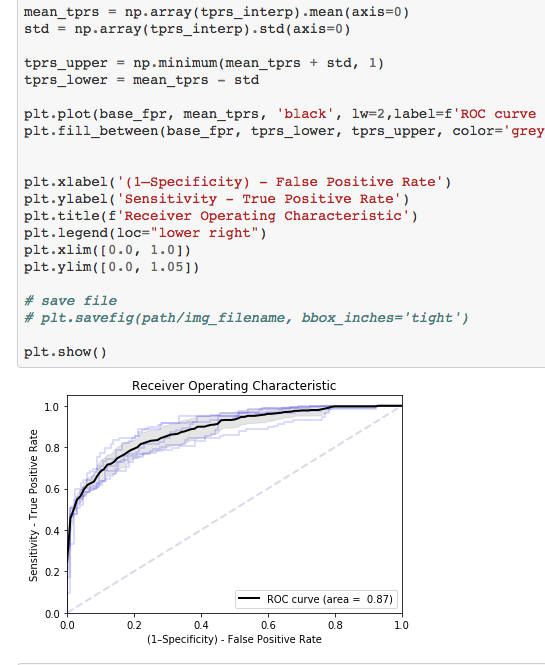 mean_tprs = np.array(tprs_interp).mean(axis=0)
std = np.array(tprs_interp).std(axis=0)
tprs_upper = np.minimum(mean_tprs + std, 1)
tprs_lower = mean_tprs - std
plt.plot(base_fpr, mean_tprs, 'black', lw=2,label=f'ROC curve
plt.fill_between(base_fpr, tprs_lower, tprs_upper, color='grey
plt.xlabel('(1–Specificity) - False Positive Rate')
plt.ylabel('Sensitivity - True Positive Rate')
plt.title(f'Receiver Operating Characteristic')
plt.legend(loc="lower right")
plt.xlim([0.0, 1.0])
plt.ylim([0.0, 1.05])
# save file
# plt.savefig(path/img_filename, bbox_inches='tight')
plt.show()
Receiver Operating Characteristic
1.0
0.8
0.6
0.4
0.2
0.0
Sensitivity - True Positive Rate
ROC curve (area = 0.87)
0.0 0.2 0.4 0.6 0.8 1.0
(1–Specificity) - False Positive Rate